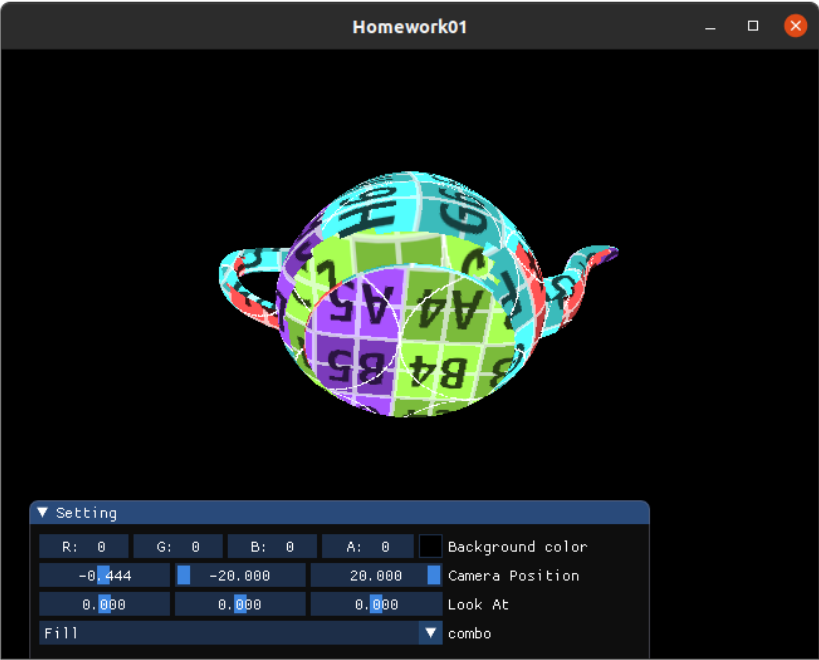 Homework01
H6 G
A5 A4
B5 B4
Setting
R: 0 G: 0 B: 0 A: 0 Background color
-0.444 -20.000 20.000 Camera Position
0.000 0.000 0.000 Look At
Fill combo